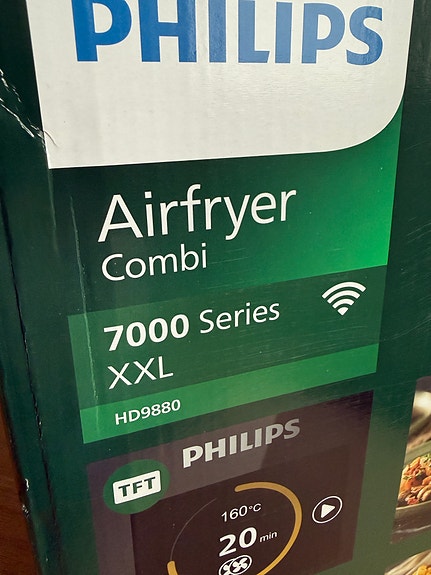 PHILIPS
Airfryer
Combi
7000 Series
XXL
HD9880
PHILIPS
TFT
160°C
20 min